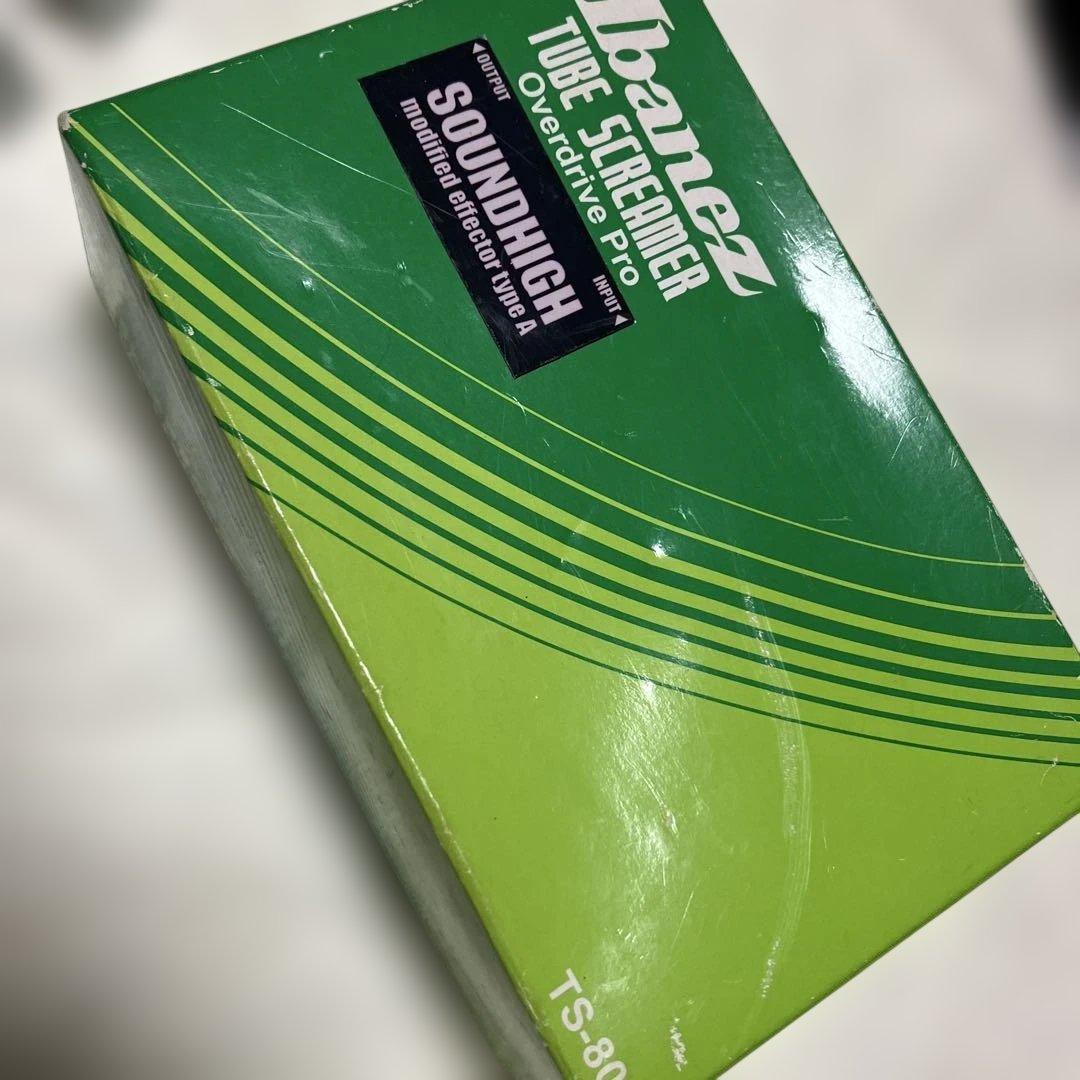 Ibanez
TUBE SCREAMER
Overdrive Pro
◀OUTPUT
INPUT◀
SOUNDHIGH
modified effector type A
TS-80